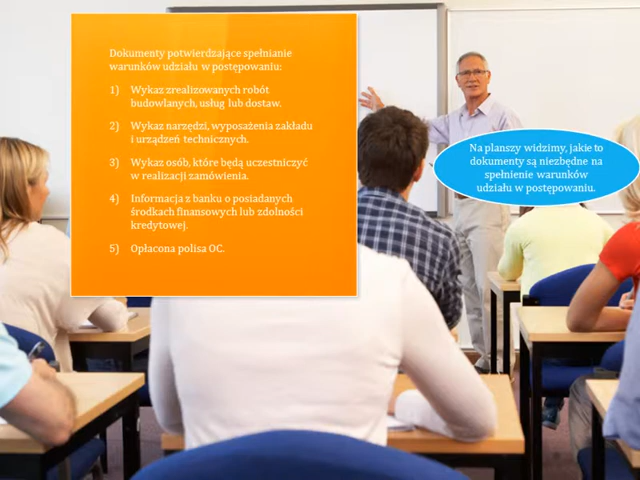 Dokumenty potwierdzające spełnianie
warunków udziału w postępowaniu:
1) Wykaz zrealizowanych robót
budowlanych, usług lub dostaw.
2) Wykaz narzędzi, wyposażenia zakładu
i urządzeń technicznych.
3) Wykaz osób, które będą uczestniczyć
w realizacji zamówienia.
4) Informacja z banku o posiadanych
środkach finansowych lub zdolności
kredytowej.
5) Opłacona polisa OC.
Na planszy widzimy, jakie to
dokumenty są niezbędne na
spełnienie warunków
udziału w postępowaniu.